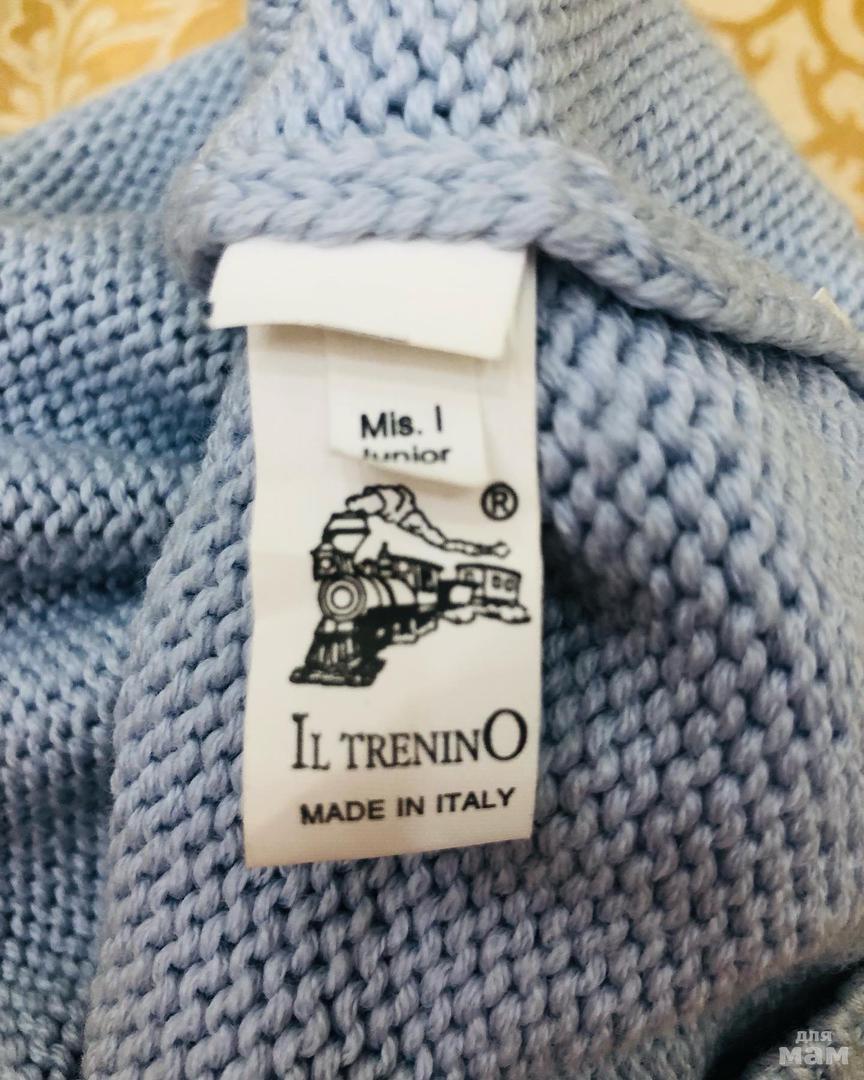 Mis. I
Junior
®
IL TRENINO
MADE IN ITALY
для
мам